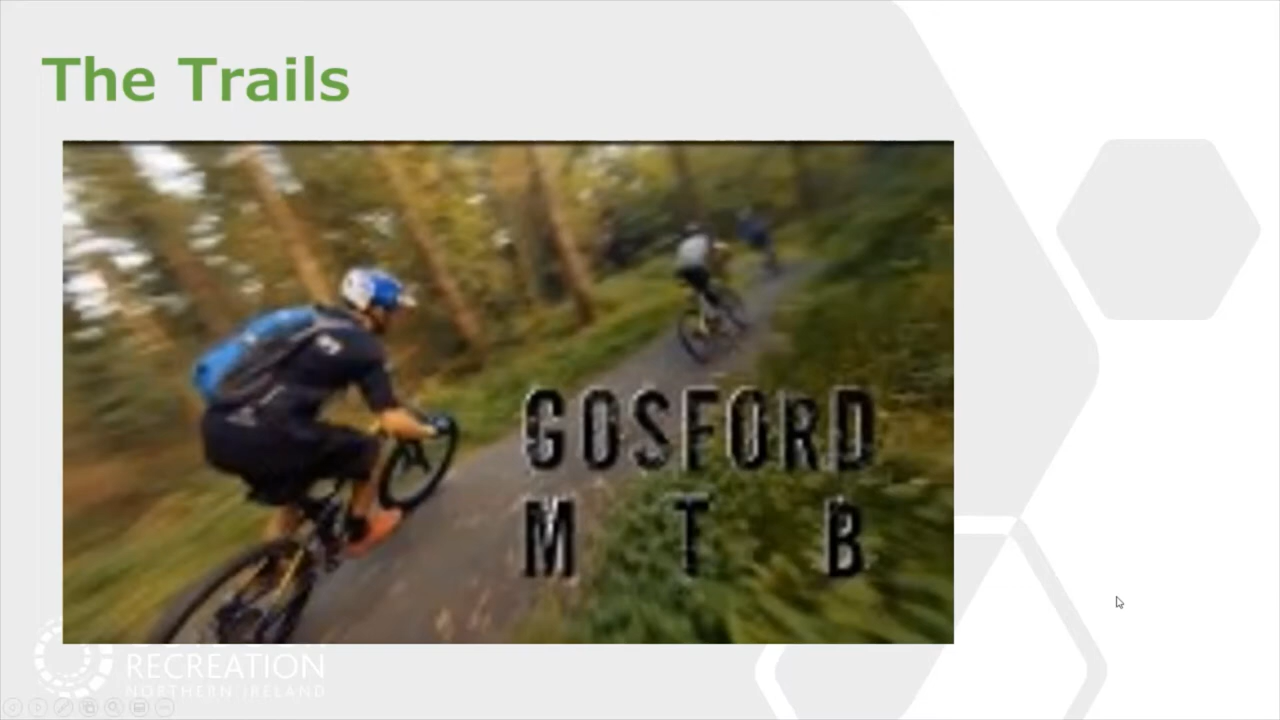 The Trails
GOSFORD
M T B
RECREATION
NORTHERN IRELAND